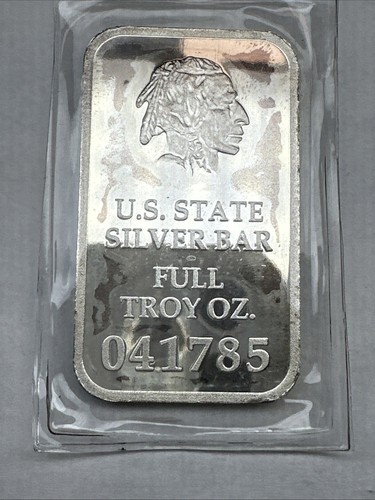 U.S. STATE
SILVER BAR
FULL
TROY OZ.
041785